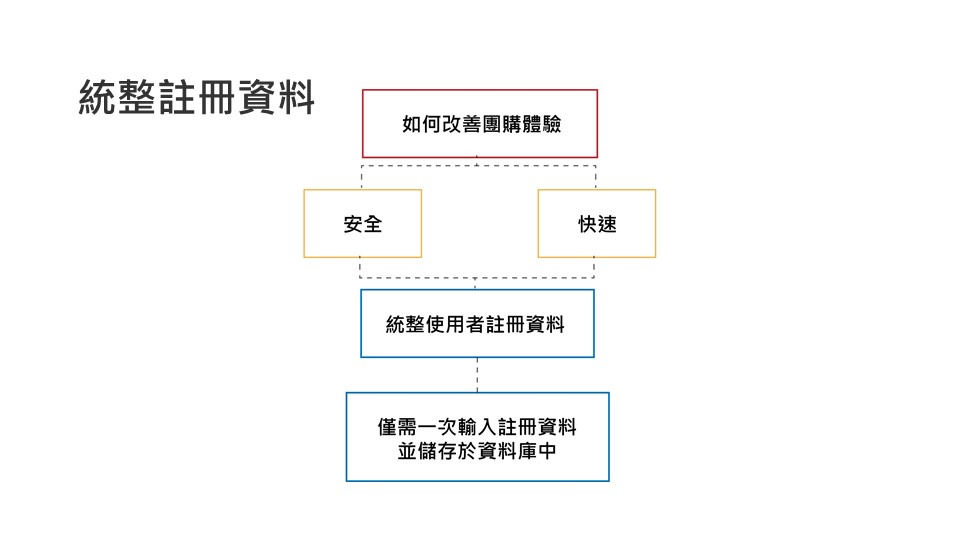 統整註冊資料
如何改善團購體驗
安全
快速
統整使用者註冊資料
僅需一次輸入註冊資料
並儲存於資料庫中